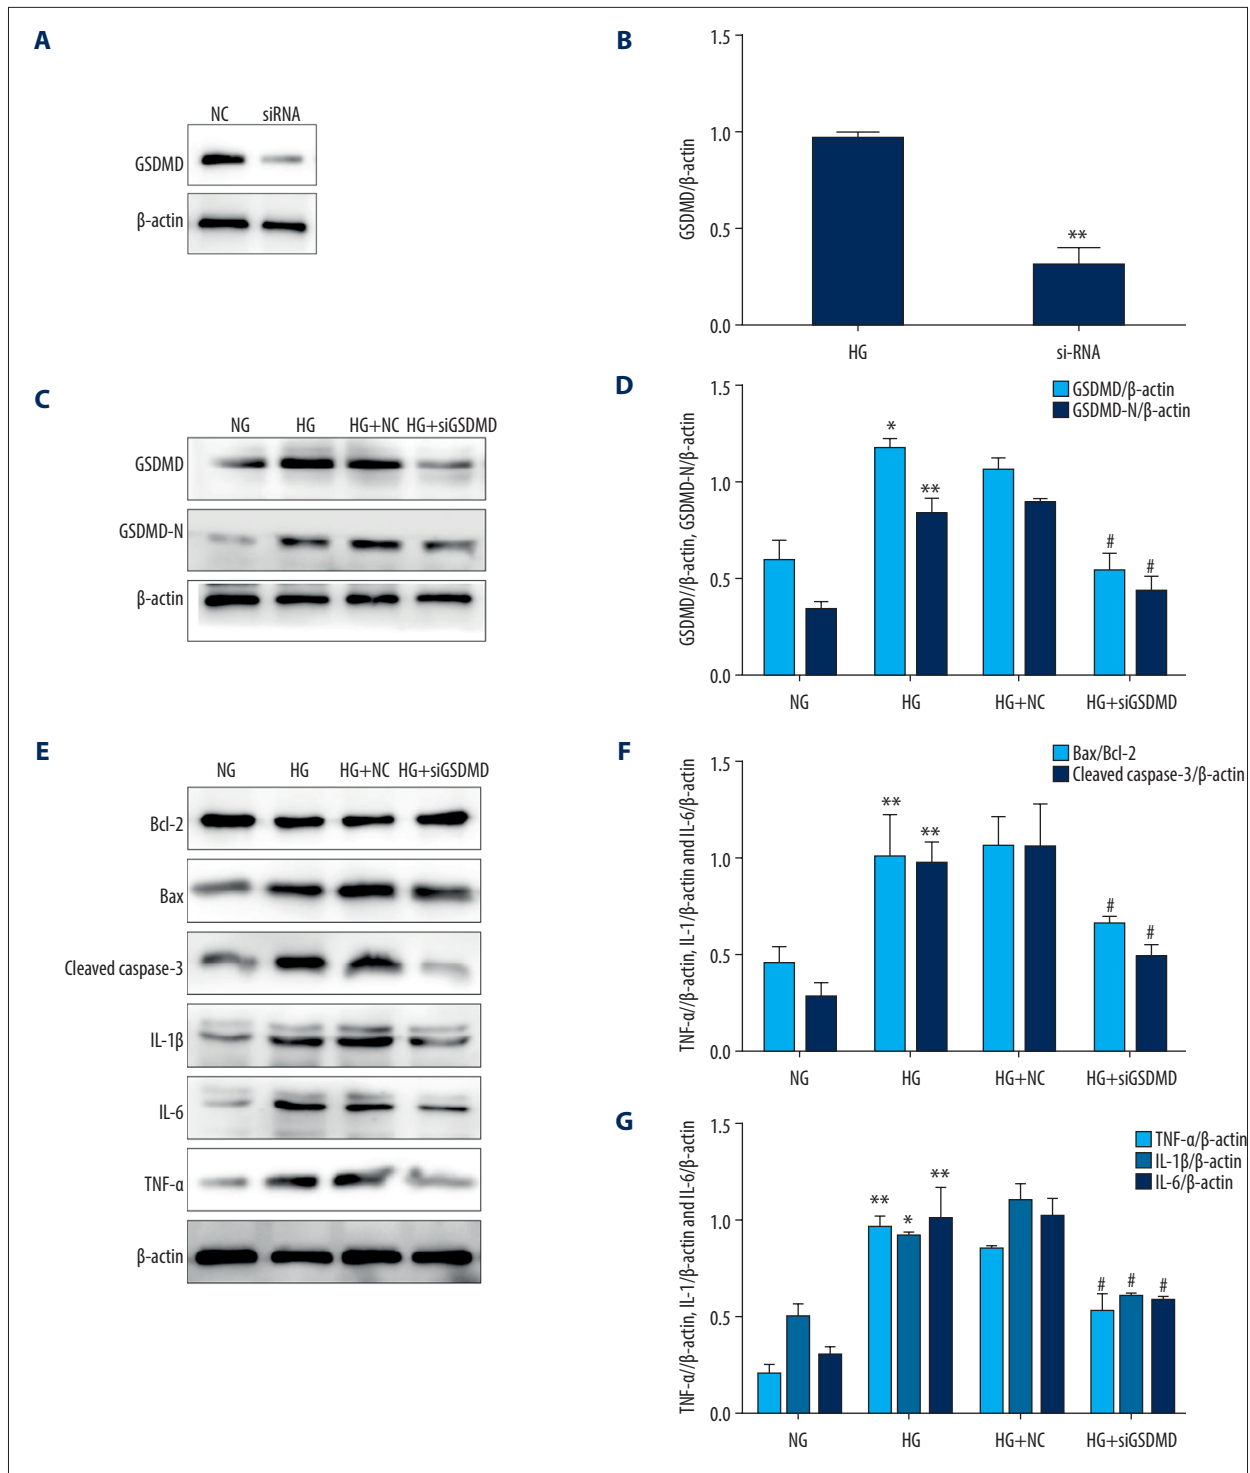 A
NC siRNA
GSDMD
β-actin
B
1.5
1.0
0.5
0.0
GSDMD/β-actin
**
HG si-RNA
C
NG HG HG+NC HG+siGSDMD
GSDMD
GSDMD-N
β-actin
D
GSDMD/β-actin
GSDMD-N/β-actin
1.5
1.0
0.5
0.0
GSDMD//β-actin, GSDMD-N/β-actin
* ** # #
NG HG HG+NC HG+siGSDMD
E
NG HG HG+NC HG+siGSDMD
Bcl-2
Bax
Cleaved caspase-3
IL-1β
IL-6
TNF-α
β-actin
F
Bax/Bcl-2
Cleaved caspase-3/β-actin
1.5
1.0
0.5
0.0
TNF-α//β-actin, IL-1/β-actin and IL-6/β-actin
** ** # #
NG HG HG+NC HG+siGSDMD
G
TNF-α/β-actin
IL-1β/β-actin
IL-6/β-actin
1.5
1.0
0.5
0.0
TNF-α//β-actin, IL-1/β-actin and IL-6/β-actin
** * ** # # #
NG HG HG+NC HG+siGSDMD